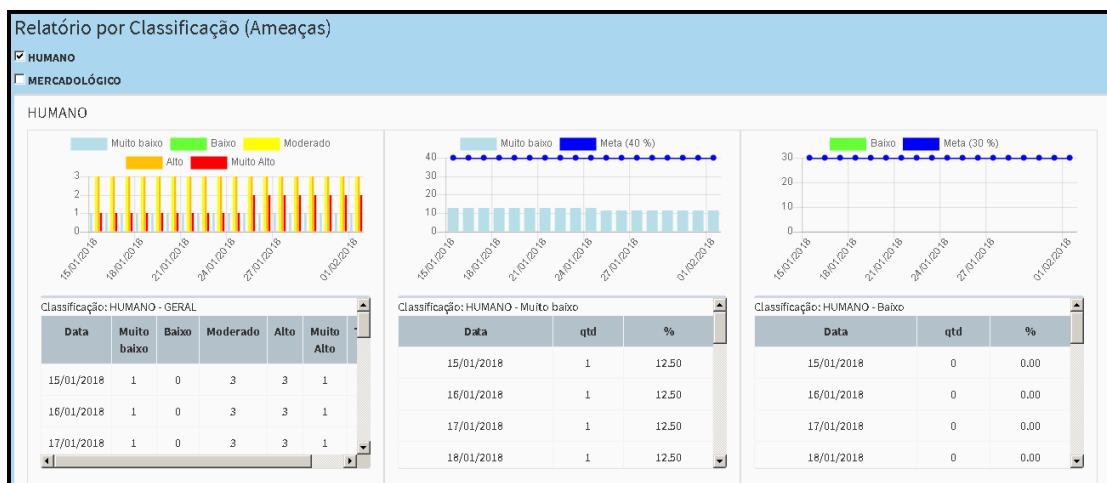 Relatório por Classificação (Ameaças)
HUMANO
MERCADOLÓGICO
HUMANO
Muito baixo Baixo Moderado
Alto Muito Alto
3
2
1
0
15/01/2018 18/01/2018 21/01/2018 24/01/2018 27/01/2018 01/02/2018
Classificação: HUMANO - GERAL
Data Muito baixo Baixo Moderado Alto Muito Alto
15/01/2018 1 0 3 3 1
16/01/2018 1 0 3 3 1
17/01/2018 1 0 3 3 1
Muito baixo Meta (40 %)
40
30
20
10
0
15/01/2018 18/01/2018 21/01/2018 24/01/2018 27/01/2018 01/02/2018
Classificação: HUMANO - Muito baixo
Data qtd %
15/01/2018 1 12.50
16/01/2018 1 12.50
17/01/2018 1 12.50
18/01/2018 1 12.50
Baixo Meta (30 %)
30
20
10
0
15/01/2018 18/01/2018 21/01/2018 24/01/2018 27/01/2018 01/02/2018
Classificação: HUMANO - Baixo
Data qtd %
15/01/2018 0 0.00
16/01/2018 0 0.00
17/01/2018 0 0.00
18/01/2018 0 0.00